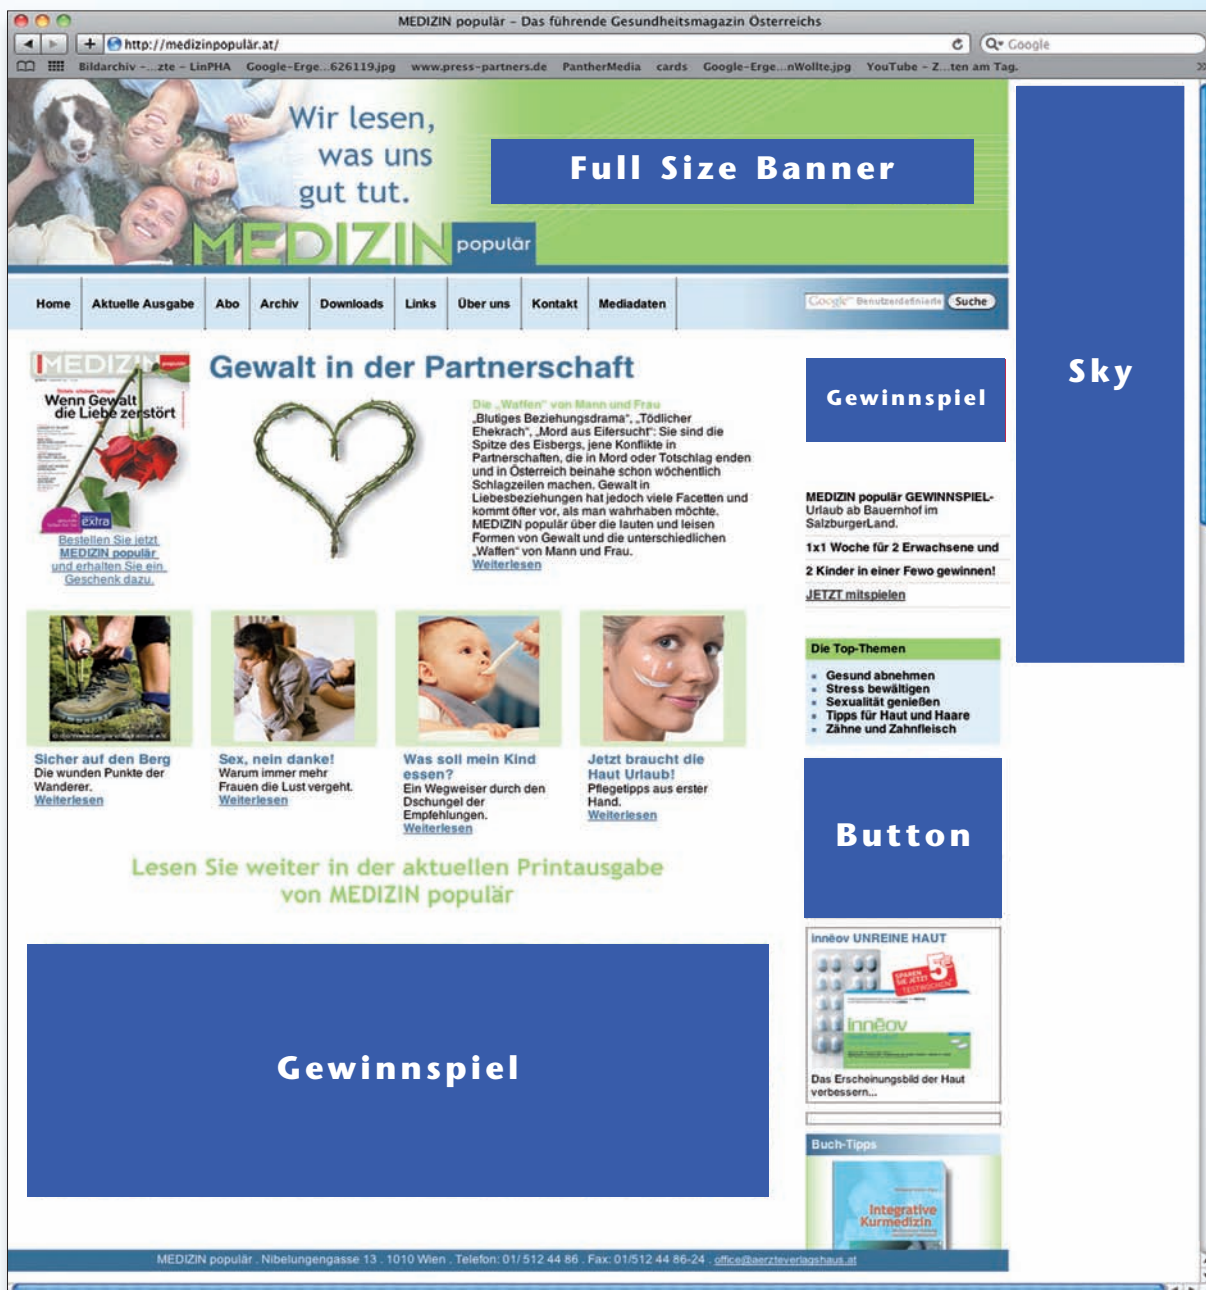 MEDIZIN populär – Das führende Gesundheitsmagazin Österreichs
http://medizinpopulär.at/
Google
Bildarchiv –...zte – LinPHA Google-Erge...626119.jpg www.press-partners.de PantherMedia cards Google-Erge...nWollte.jpg YouTube – Z...ten am Tag.
Wir lesen,
was uns
gut tut.
MEDIZIN populär
Full Size Banner
Sky
Home Aktuelle Ausgabe Abo Archiv Downloads Links Über uns Kontakt Mediadaten
Google Benutzerdefinierte Suche
MEDIZIN populär
Wenn Gewalt
die Liebe zerstört
extra
Bestellen Sie jetzt
MEDIZIN populär
und erhalten Sie ein
Geschenk dazu.
Gewalt in der Partnerschaft
Die „Waffen“ von Mann und Frau
„Blutiges Beziehungsdrama“, „Tödlicher
Ehekrach“, „Mord aus Eifersucht“: Sie sind die
Spitze des Eisbergs, jene Konflikte in
Partnerschaften, die in Mord oder Totschlag enden
und in Österreich beinahe schon wöchentlich
Schlagzeilen machen. Gewalt in
Liebesbeziehungen hat jedoch viele Facetten und
kommt öfter vor, als man wahrhaben möchte.
MEDIZIN populär über die lauten und leisen
Formen von Gewalt und die unterschiedlichen
„Waffen“ von Mann und Frau.
Weiterlesen
Gewinnspiel
MEDIZIN populär GEWINNSPIEL-
Urlaub ab Bauernhof im
SalzburgerLand.
1x1 Woche für 2 Erwachsene und
2 Kinder in einer Fewo gewinnen!
JETZT mitspielen
Die Top-Themen
Gesund abnehmen
Stress bewältigen
Sexualität genießen
Tipps für Haut und Haare
Zähne und Zahnfleisch
Sicher auf den Berg
Die wunden Punkte der
Wanderer.
Weiterlesen
Sex, nein danke!
Warum immer mehr
Frauen die Lust vergeht.
Weiterlesen
Was soll mein Kind
essen?
Ein Wegweiser durch den
Dschungel der
Empfehlungen.
Weiterlesen
Jetzt braucht die
Haut Urlaub!
Pflegetipps aus erster
Hand.
Weiterlesen
Button
Lesen Sie weiter in der aktuellen Printausgabe
von MEDIZIN populär
Gewinnspiel
innēov UNREINE HAUT
SPAREN
SIE JETZT
5
TESTWOCHEN
innēov
Das Erscheinungsbild der Haut
verbessern...
Buch-Tipps
Integrative
Kurmedizin
MEDIZIN populär . Nibelungengasse 13 . 1010 Wien . Telefon: 01/ 512 44 86 . Fax: 01/512 44 86-24 . office@aerzteverlagshaus.at